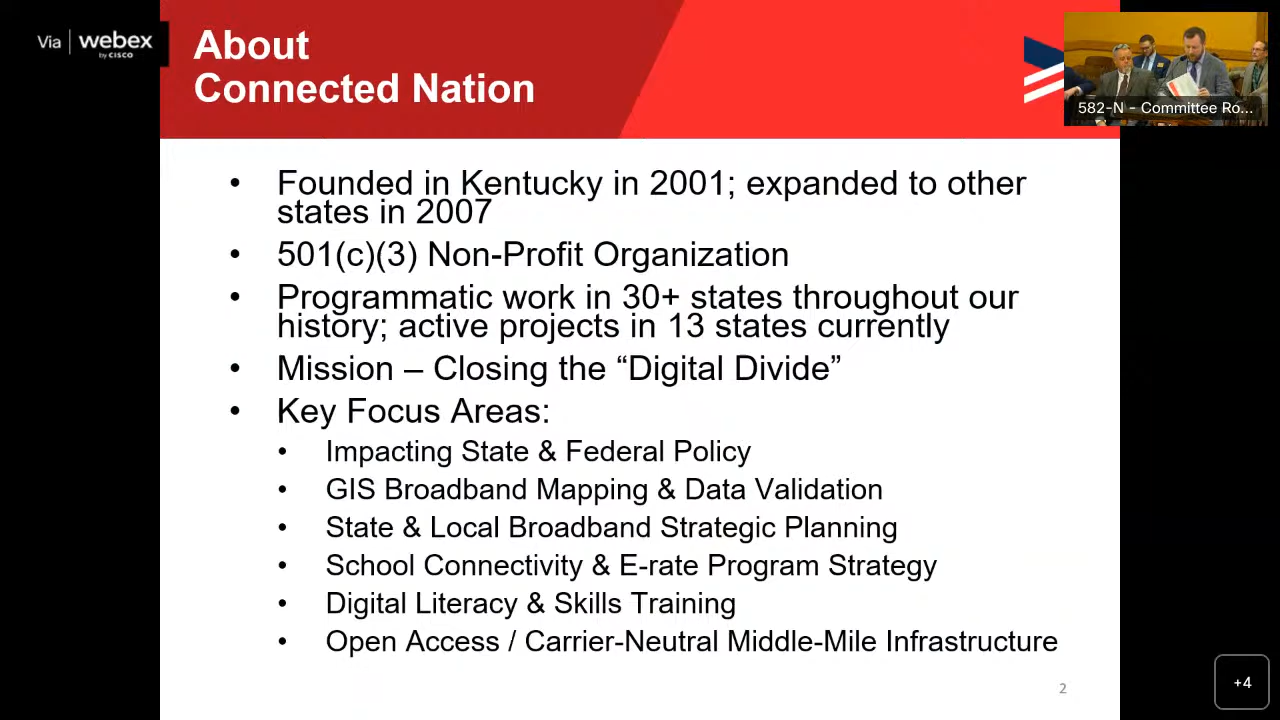 Via webex
by CISCO
About
Connected Nation
582-N - Committee Ro...
• Founded in Kentucky in 2001; expanded to other
states in 2007
• 501(c)(3) Non-Profit Organization
• Programmatic work in 30+ states throughout our
history; active projects in 13 states currently
• Mission – Closing the “Digital Divide”
• Key Focus Areas:
• Impacting State & Federal Policy
• GIS Broadband Mapping & Data Validation
• State & Local Broadband Strategic Planning
• School Connectivity & E-rate Program Strategy
• Digital Literacy & Skills Training
• Open Access / Carrier-Neutral Middle-Mile Infrastructure
2
+4